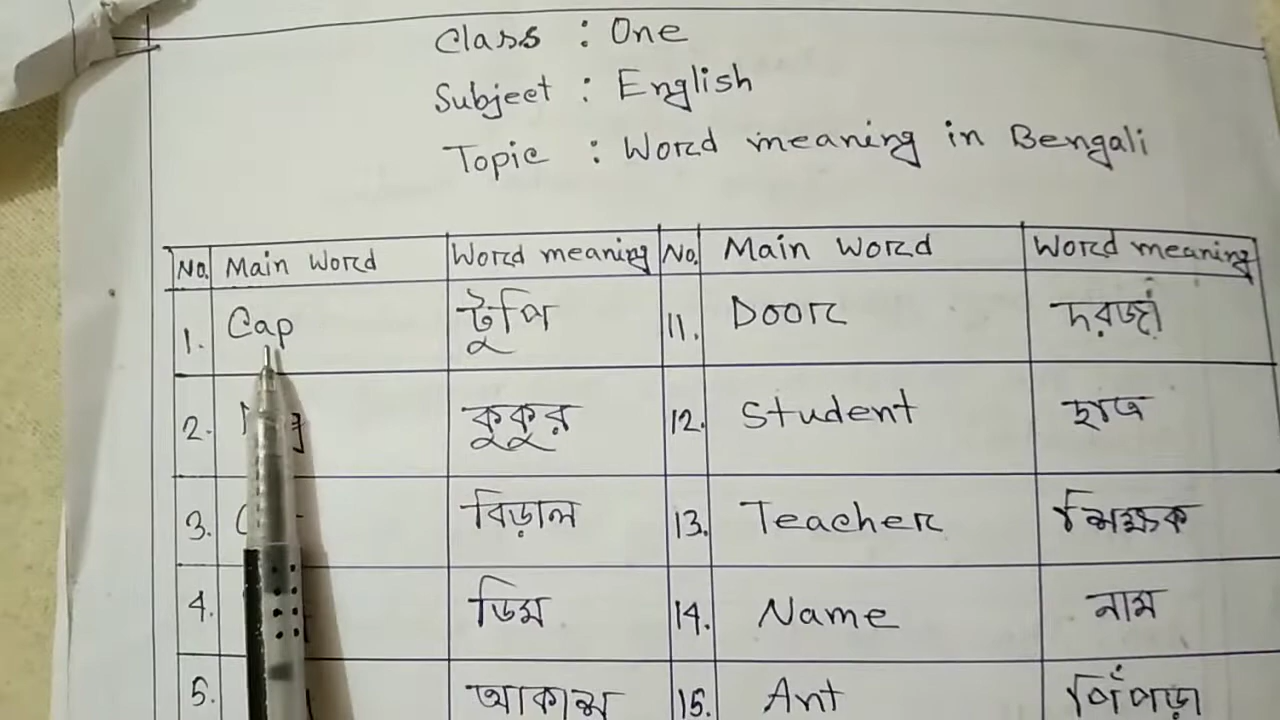 Class : One
Subject : English
Topic : Word meaning in Bengali
No. Main Word Word meaning No. Main Word Word meaning
1. Cap টুপি 11. Door দরজা
2. কুকুর 12. Student ছাত্র
3. বিড়াল 13. Teacher শিক্ষক
4. ডিম 14. Name নাম
5. আকাশ 15. Ant পিঁপড়া